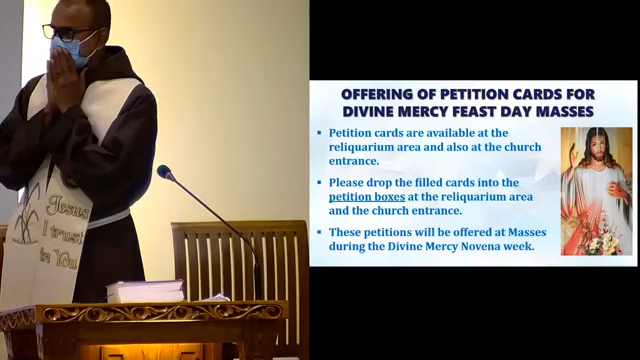 Jesus
I trust
in You
OFFERING OF PETITION CARDS FOR
DIVINE MERCY FEAST DAY MASSES
▪ Petition cards are available at the
reliquarium area and also at the church
entrance.
▪ Please drop the filled cards into the
petition boxes at the reliquarium area
and the church entrance.
▪ These petitions will be offered at Masses
during the Divine Mercy Novena week.